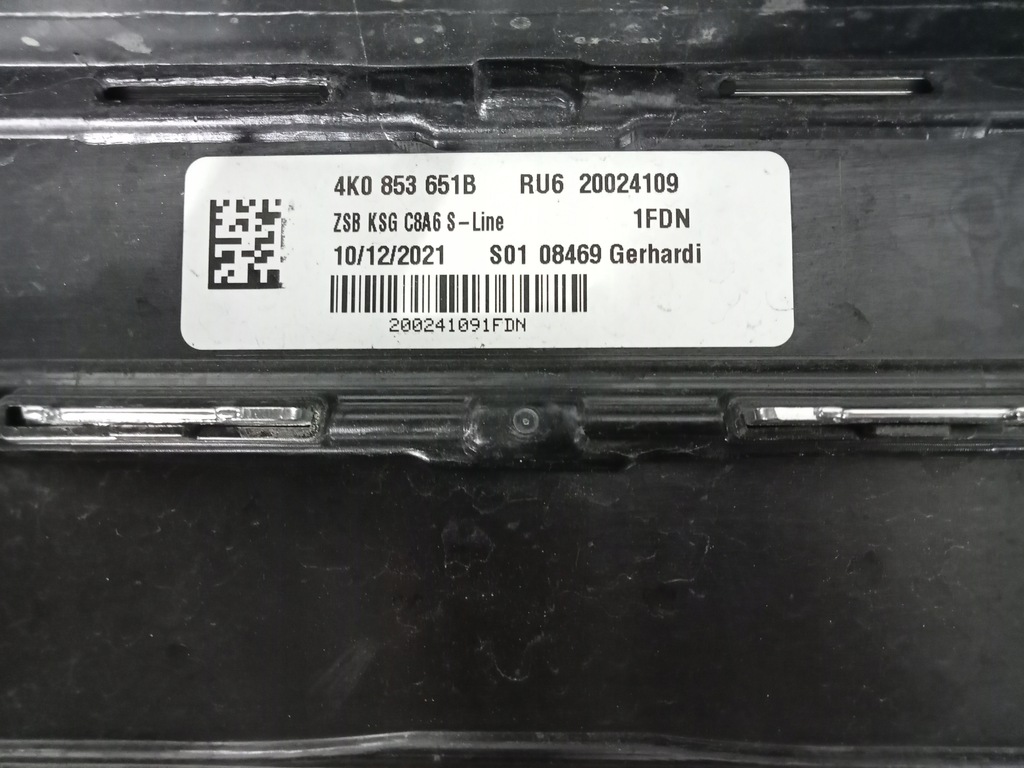 4K0 853 651B RU6 20024109
ZSB KSG C8A6 S-Line 1FDN
10/12/2021 S01 08469 Gerhardi
200241091FDN